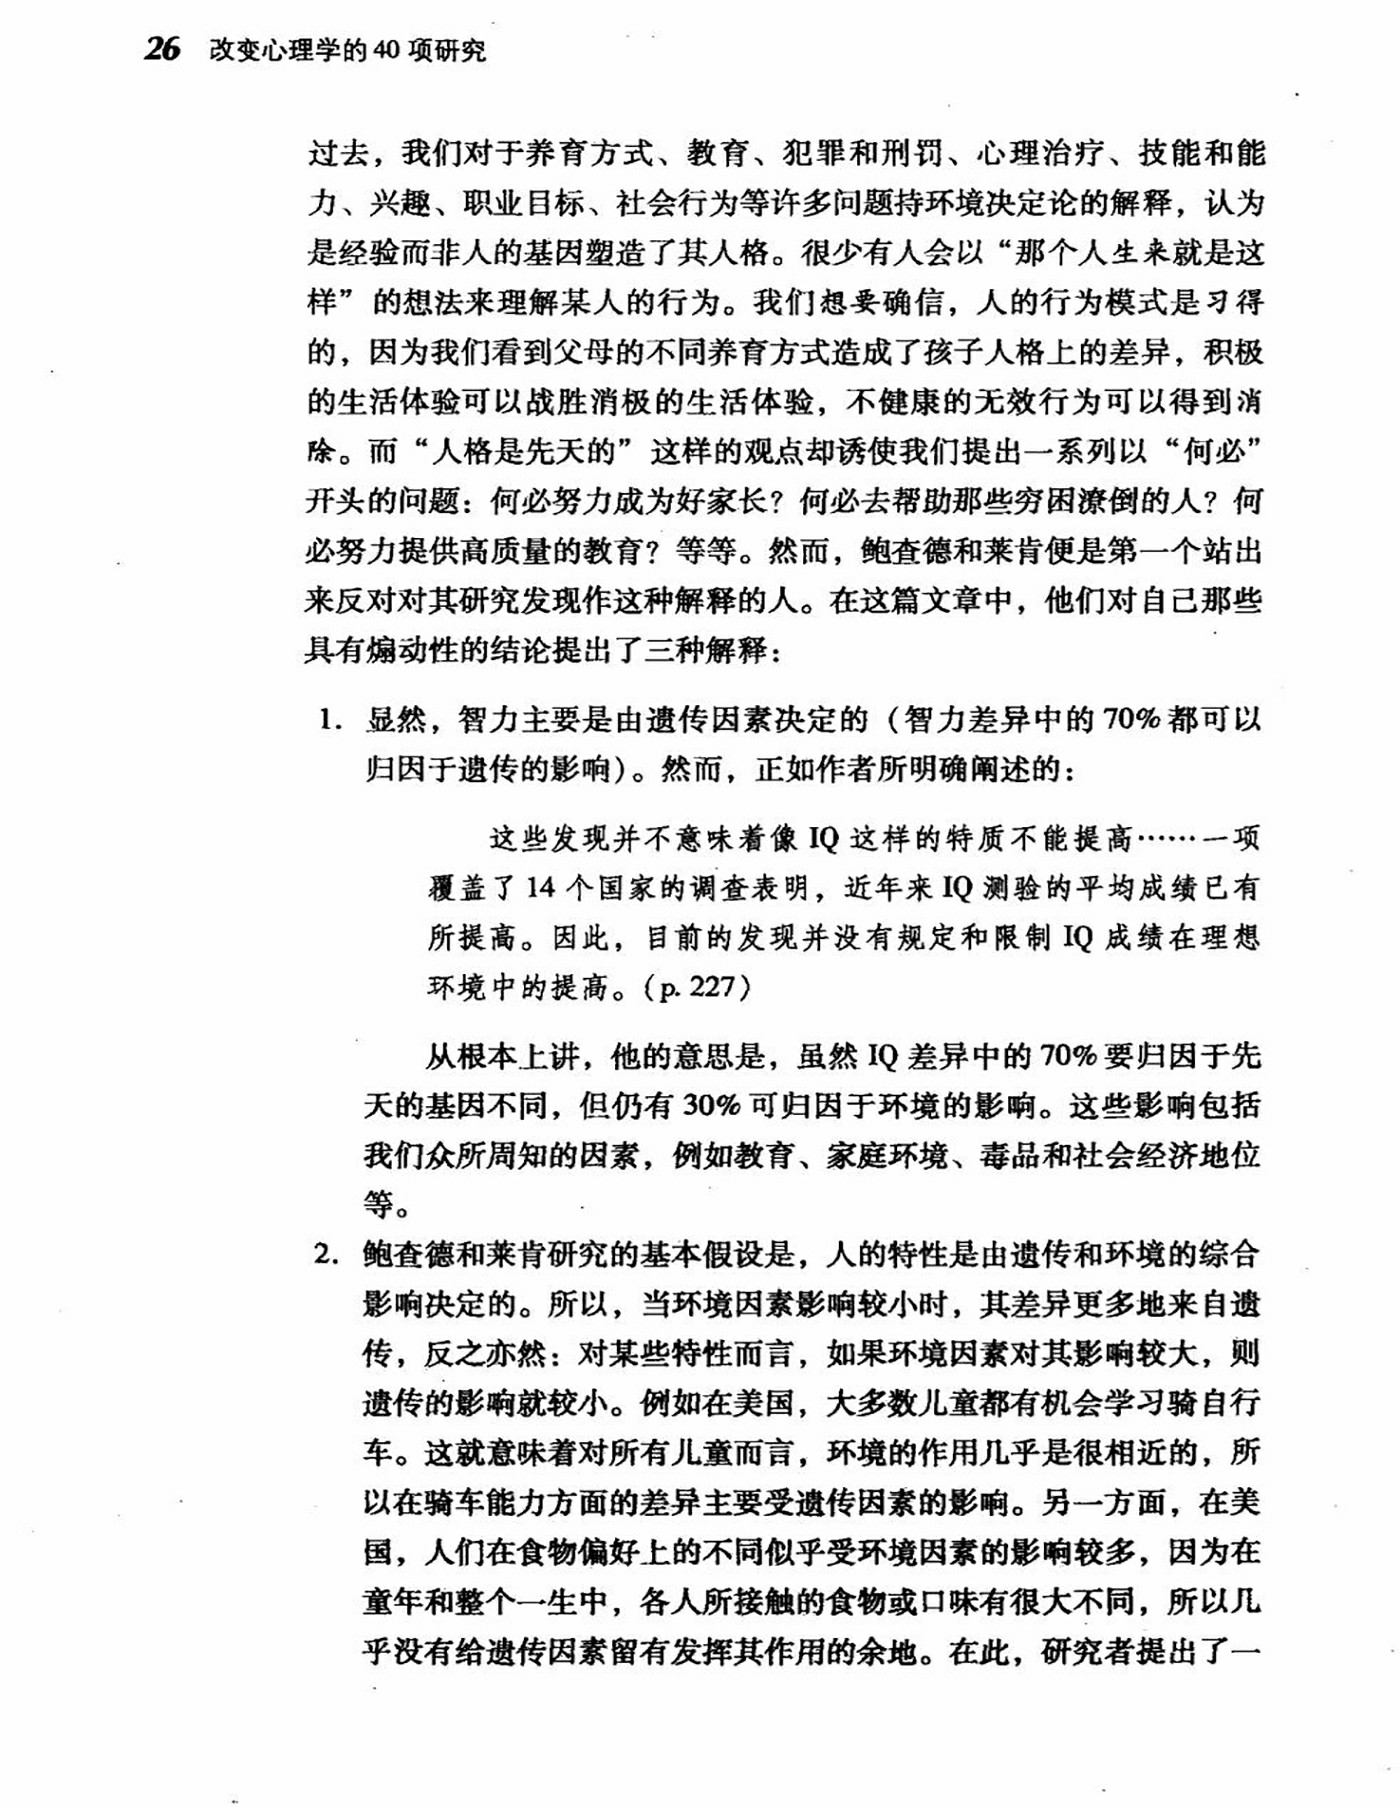 26 改变心理学的 40 项研究
过去，我们对于养育方式、教育、犯罪和刑罚、心理治疗、技能和能
力、兴趣、职业目标、社会行为等许多问题持环境决定论的解释，认为
是经验而非人的基因塑造了其人格。很少有人会以“那个人生来就是这
样”的想法来理解某人的行为。我们想要确信，人的行为模式是习得
的，因为我们看到父母的不同养育方式造成了孩子人格上的差异，积极
的生活体验可以战胜消极的生活体验，不健康的无效行为可以得到消
除。而“人格是先天的”这样的观点却诱使我们提出一系列以“何必”
开头的问题：何必努力成为好家长？何必去帮助那些穷困潦倒的人？何
必努力提供高质量的教育？等等。然而，鲍查德和莱肯便是第一个站出
来反对对其研究发现作这种解释的人。在这篇文章中，他们对自己那些
具有煽动性的结论提出了三种解释：
1. 显然，智力主要是由遗传因素决定的（智力差异中的 70% 都可以
归因于遗传的影响）。然而，正如作者所明确阐述的：
这些发现并不意味着像 IQ 这样的特质不能提高……一项
覆盖了 14 个国家的调查表明，近年来 IQ 测验的平均成绩已有
所提高。因此，目前的发现并没有规定和限制 IQ 成绩在理想
环境中的提高。（p. 227）
从根本上讲，他的意思是，虽然 IQ 差异中的 70% 要归因于先
天的基因不同，但仍有 30% 可归因于环境的影响。这些影响包括
我们众所周知的因素，例如教育、家庭环境、毒品和社会经济地位
等。
2. 鲍查德和莱肯研究的基本假设是，人的特性是由遗传和环境的综合
影响决定的。所以，当环境因素影响较小时，其差异更多地来自遗
传，反之亦然：对某些特性而言，如果环境因素对其影响较大，则
遗传的影响就较小。例如在美国，大多数儿童都有机会学习骑自行
车。这就意味着对所有儿童而言，环境的作用几乎是很相近的，所
以在骑车能力方面的差异主要受遗传因素的影响。另一方面，在美
国，人们在食物偏好上的不同似乎受环境因素的影响较多，因为在
童年和整个一生中，各人所接触的食物或口味有很大不同，所以几
乎没有给遗传因素留有发挥其作用的余地。在此，研究者提出了一